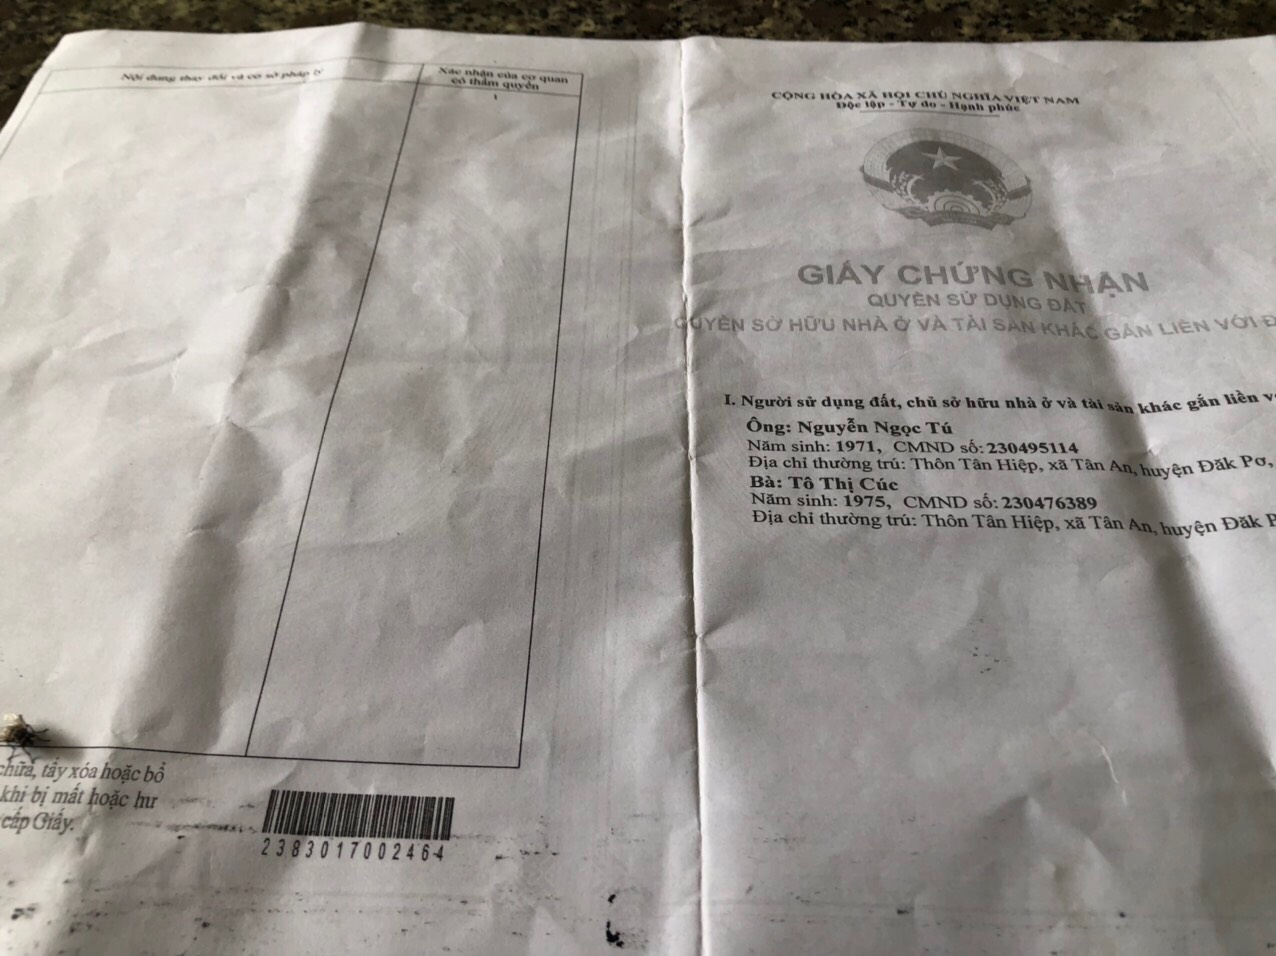 Nội dung thay đổi và cơ sở pháp lý
Xác nhận của cơ quan
có thẩm quyền
chữa, tẩy xóa hoặc bổ
khi bị mất hoặc hư
cấp Giấy.
2383017002464
CỘNG HÒA XÃ HỘI CHỦ NGHĨA VIỆT NAM
Độc lập - Tự do - Hạnh phúc
GIẤY CHỨNG NHẬN
QUYỀN SỬ DỤNG ĐẤT
QUYỀN SỞ HỮU NHÀ Ở VÀ TÀI SẢN KHÁC GẮN LIỀN VỚI Đ
I. Người sử dụng đất, chủ sở hữu nhà ở và tài sản khác gắn liền v
Ông: Nguyễn Ngọc Tú
Năm sinh: 1971, CMND số: 230495114
Địa chỉ thường trú: Thôn Tân Hiệp, xã Tân An, huyện Đăk Pơ,
Bà: Tô Thị Cúc
Năm sinh: 1975, CMND số: 230476389
Địa chỉ thường trú: Thôn Tân Hiệp, xã Tân An, huyện Đăk P